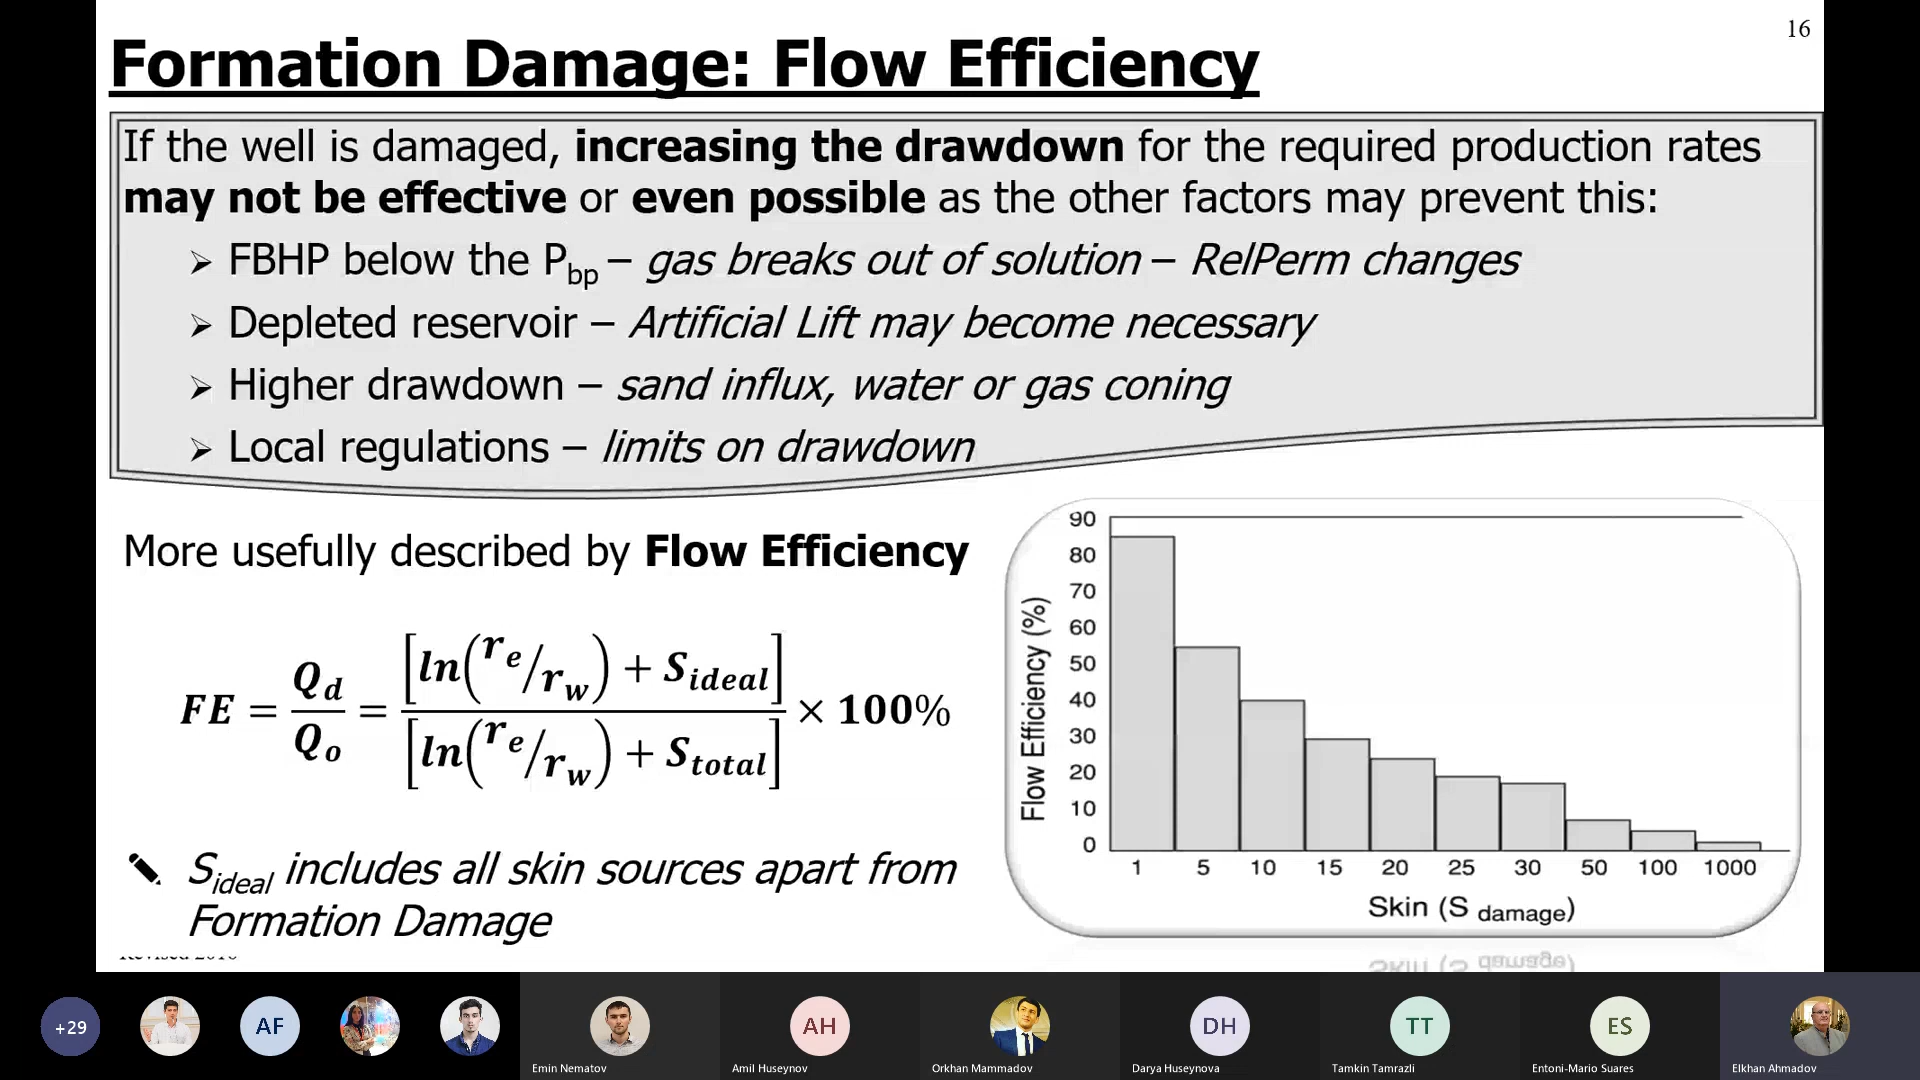 16
Formation Damage: Flow Efficiency
If the well is damaged, increasing the drawdown for the required production rates
may not be effective or even possible as the other factors may prevent this:
➢ FBHP below the Pbp – gas breaks out of solution – RelPerm changes
➢ Depleted reservoir – Artificial Lift may become necessary
➢ Higher drawdown – sand influx, water or gas coning
➢ Local regulations – limits on drawdown
More usefully described by Flow Efficiency
FE = Qd/Qo = [ln(re/rw) + Sideal] / [ln(re/rw) + Stotal] × 100%
Sideal includes all skin sources apart from
Formation Damage
Flow Efficiency (%)
90
80
70
60
50
40
30
20
10
0
1 5 10 15 20 25 30 50 100 1000
Skin (S damage)
+29
AF
AH
DH
TT
ES
Emin Nematov
Amil Huseynov
Orkhan Mammadov
Darya Huseynova
Tamkin Tamrazli
Entoni-Mario Suares
Elkhan Ahmadov